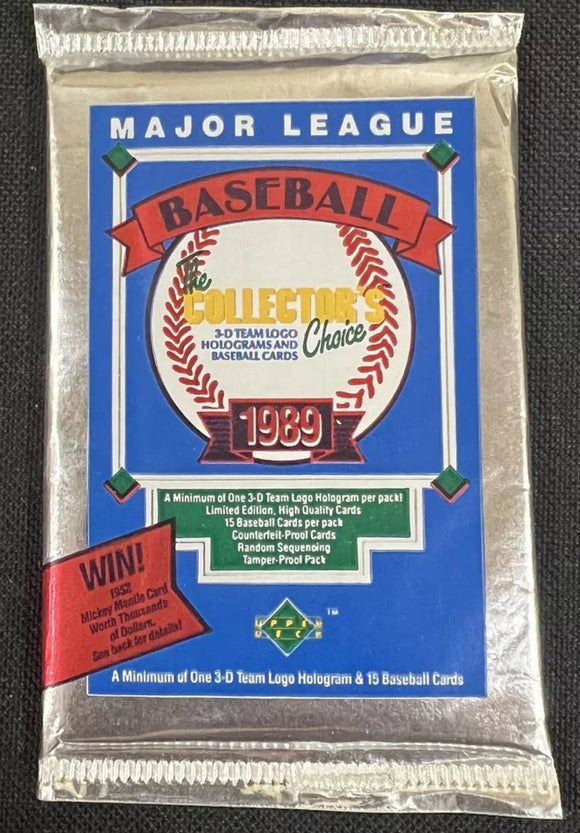 MAJOR LEAGUE
BASEBALL
The
COLLECTOR'S
Choice
3-D TEAM LOGO
HOLOGRAMS AND
BASEBALL CARDS
1989
A Minimum of One 3-D Team Logo Hologram per pack!
Limited Edition, High Quality Cards
15 Baseball Cards per pack
Counterfeit-Proof Cards
Random Sequencing
Tamper-Proof Pack
WIN!
1952
Mickey Mantle Card
Worth Thousands
of Dollars.
See back for details!
UPPER
DECK
TM
A Minimum of One 3-D Team Logo Hologram & 15 Baseball Cards